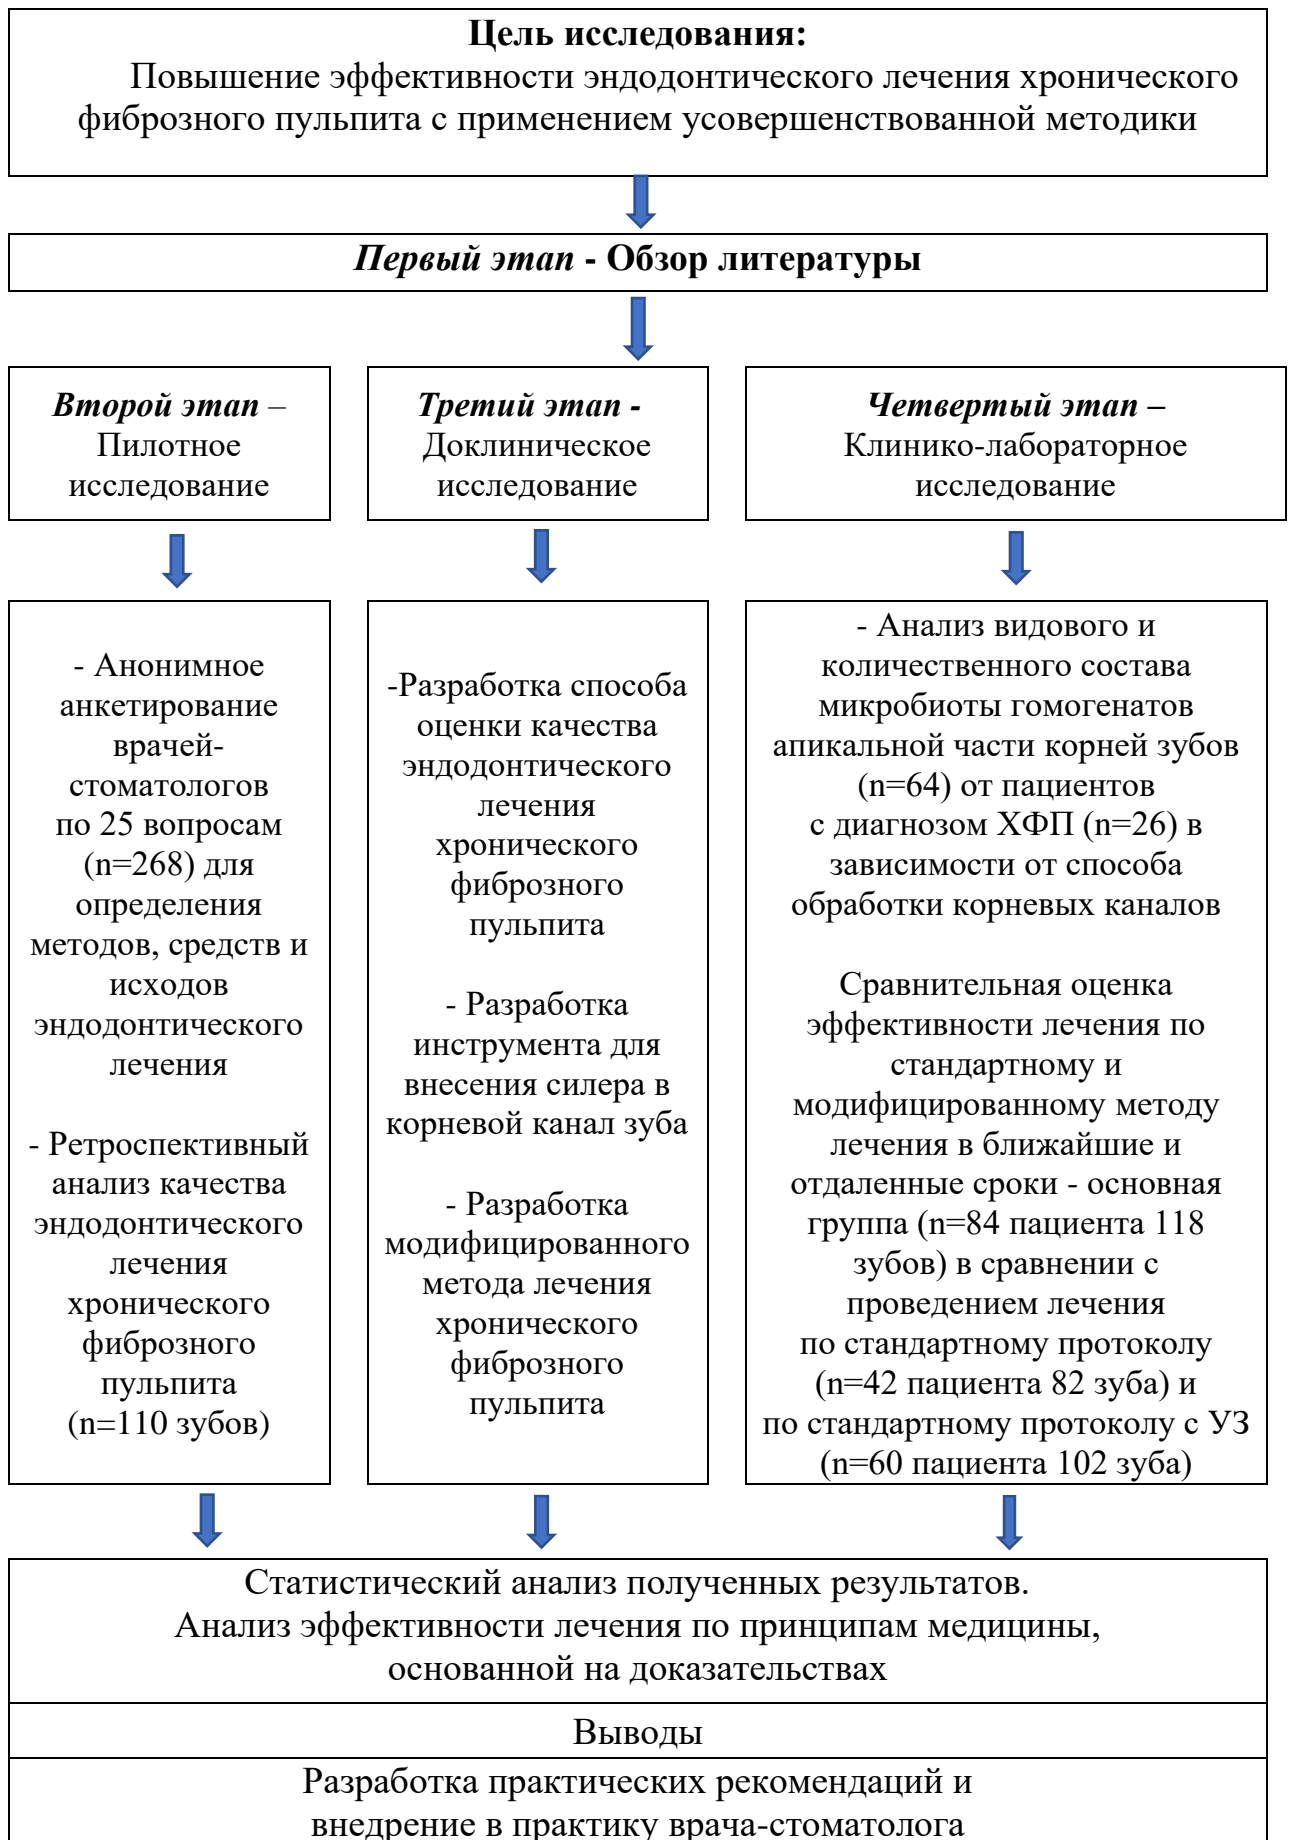 Цель исследования:
Повышение эффективности эндодонтического лечения хронического
фиброзного пульпита с применением усовершенствованной методики
Первый этап - Обзор литературы
Второй этап –
Пилотное
исследование
Третий этап -
Доклиническое
исследование
Четвертый этап –
Клинико-лабораторное
исследование
- Анонимное
анкетирование
врачей-
стоматологов
по 25 вопросам
(n=268) для
определения
методов, средств и
исходов
эндодонтического
лечения
- Ретроспективный
анализ качества
эндодонтического
лечения
хронического
фиброзного
пульпита
(n=110 зубов)
-Разработка способа
оценки качества
эндодонтического
лечения
хронического
фиброзного
пульпита
- Разработка
инструмента для
внесения силера в
корневой канал зуба
- Разработка
модифицированного
метода лечения
хронического
фиброзного
пульпита
- Анализ видового и
количественного состава
микробиоты гомогенатов
апикальной части корней зубов
(n=64) от пациентов
с диагнозом ХФП (n=26) в
зависимости от способа
обработки корневых каналов
Сравнительная оценка
эффективности лечения по
стандартному и
модифицированному методу
лечения в ближайшие и
отдаленные сроки - основная
группа (n=84 пациента 118
зубов) в сравнении с
проведением лечения
по стандартному протоколу
(n=42 пациента 82 зуба) и
по стандартному протоколу с УЗ
(n=60 пациента 102 зуба)
Статистический анализ полученных результатов.
Анализ эффективности лечения по принципам медицины,
основанной на доказательствах
Выводы
Разработка практических рекомендаций и
внедрение в практику врача-стоматолога